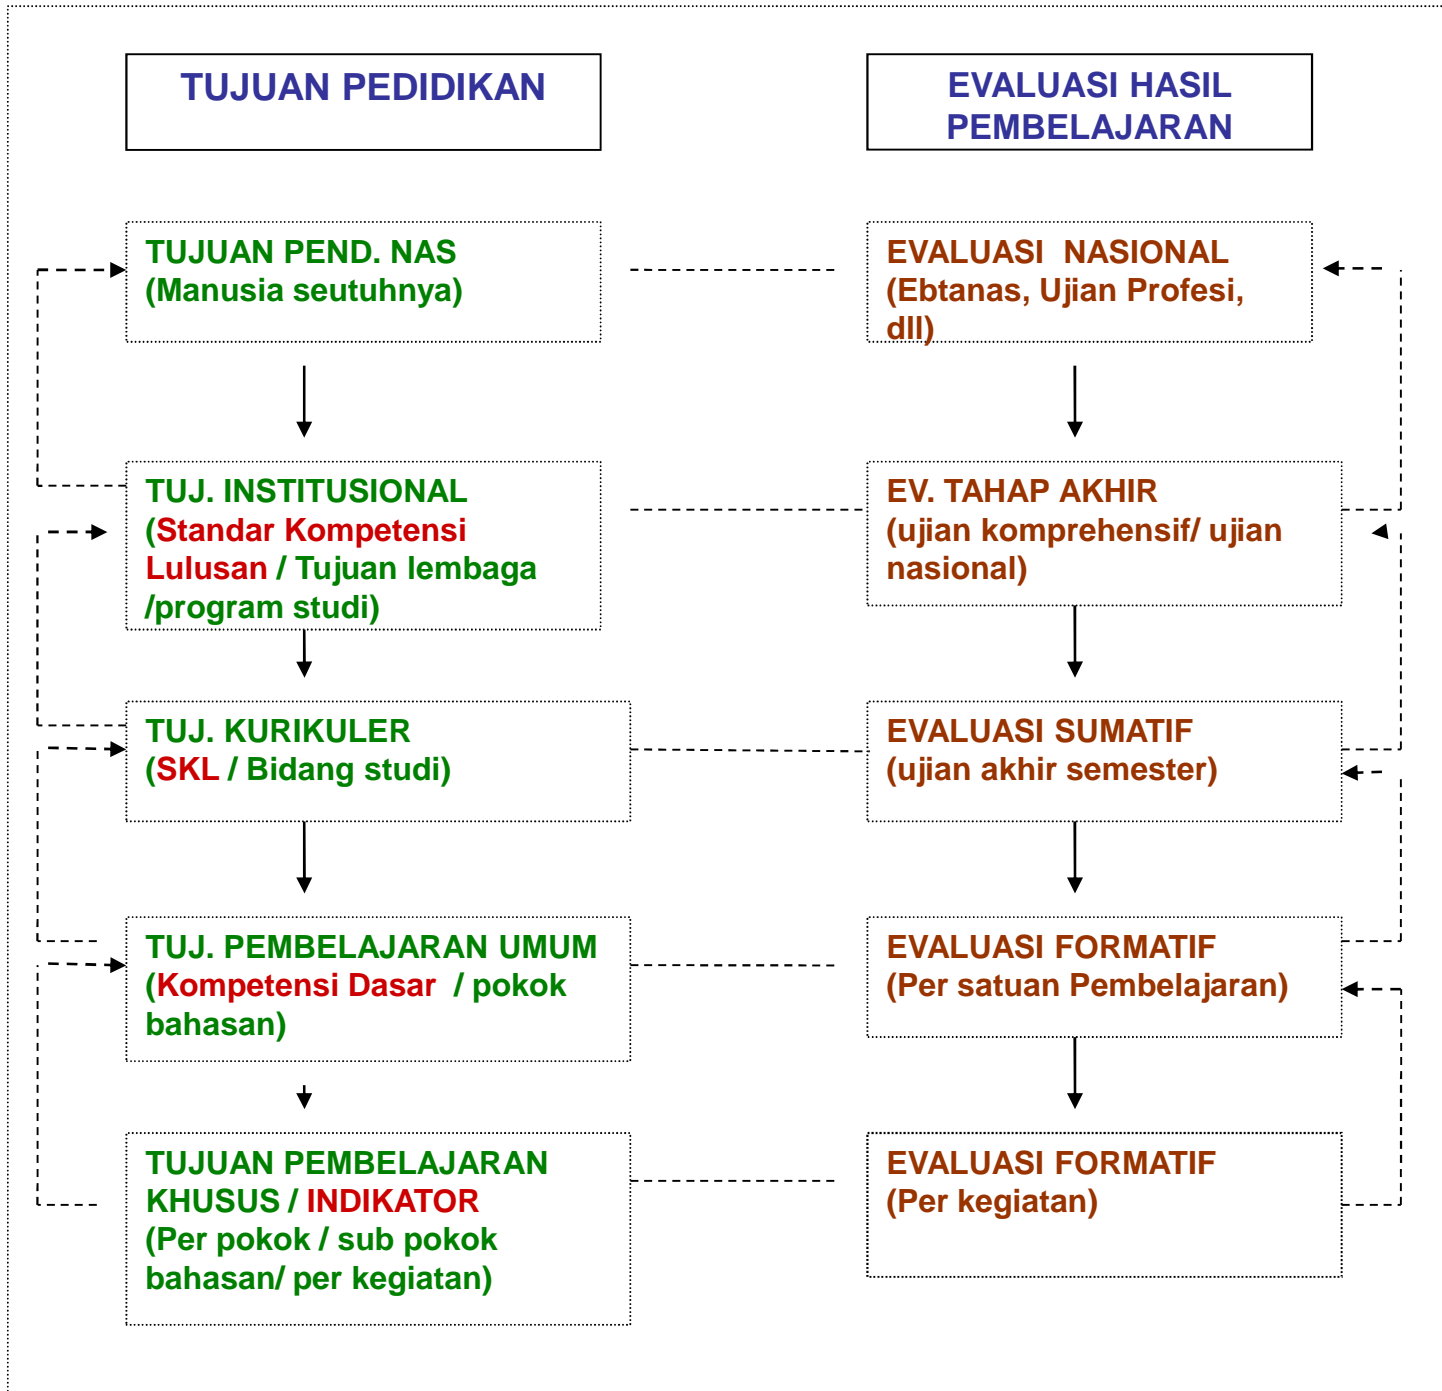 TUJUAN PEDIDIKAN
EVALUASI HASIL
PEMBELAJARAN
TUJUAN PEND. NAS
(Manusia seutuhnya)
EVALUASI  NASIONAL
(Ebtanas, Ujian Profesi,
dll)
TUJ. INSTITUSIONAL
(Standar Kompetensi
Lulusan / Tujuan lembaga
/program studi)
EV. TAHAP AKHIR
(ujian komprehensif/ ujian
nasional)
TUJ. KURIKULER
(SKL / Bidang studi)
EVALUASI SUMATIF
(ujian akhir semester)
TUJ. PEMBELAJARAN UMUM
(Kompetensi Dasar  / pokok
bahasan)
EVALUASI FORMATIF
(Per satuan Pembelajaran)
TUJUAN PEMBELAJARAN
KHUSUS / INDIKATOR
(Per pokok / sub pokok
bahasan/ per kegiatan)
EVALUASI FORMATIF
(Per kegiatan)